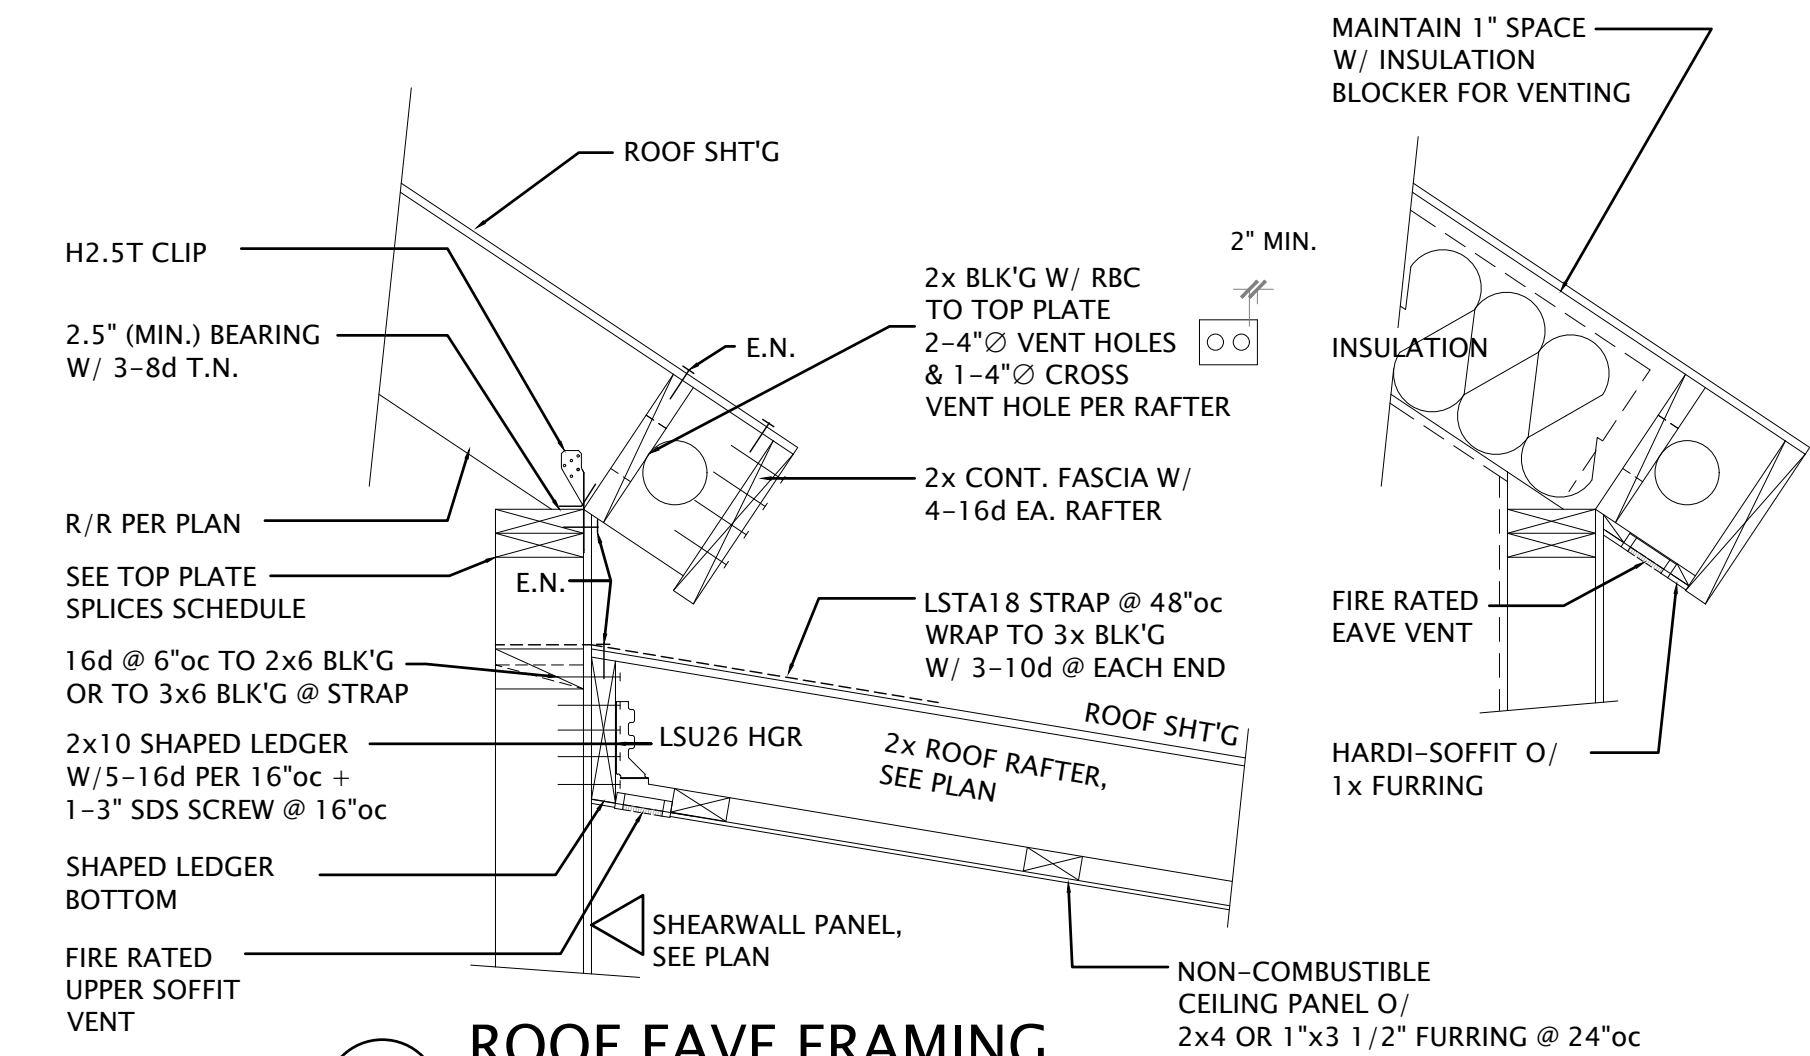 MAINTAIN 1" SPACE
W/ INSULATION
BLOCKER FOR VENTING
ROOF SHT'G
H2.5T CLIP
2.5" (MIN.) BEARING
W/ 3-8d T.N.
E.N.
2x BLK'G W/ RBC
TO TOP PLATE
2-4"∅ VENT HOLES
& 1-4"∅ CROSS
VENT HOLE PER RAFTER
2" MIN.
INSULATION
2x CONT. FASCIA W/
4-16d EA. RAFTER
R/R PER PLAN
SEE TOP PLATE
SPLICES SCHEDULE
E.N.
LSTA18 STRAP @ 48"oc
WRAP TO 3x BLK'G
W/ 3-10d @ EACH END
FIRE RATED
EAVE VENT
16d @ 6"oc TO 2x6 BLK'G
OR TO 3x6 BLK'G @ STRAP
ROOF SHT'G
2x10 SHAPED LEDGER
W/5-16d PER 16"oc +
1-3" SDS SCREW @ 16"oc
LSU26 HGR
2x ROOF RAFTER,
SEE PLAN
HARDI-SOFFIT O/
1x FURRING
SHAPED LEDGER
BOTTOM
SHEARWALL PANEL,
SEE PLAN
FIRE RATED
UPPER SOFFIT
VENT
NON-COMBUSTIBLE
CEILING PANEL O/
2x4 OR 1"x3 1/2" FURRING @ 24"oc
ROOF EAVE FRAMING